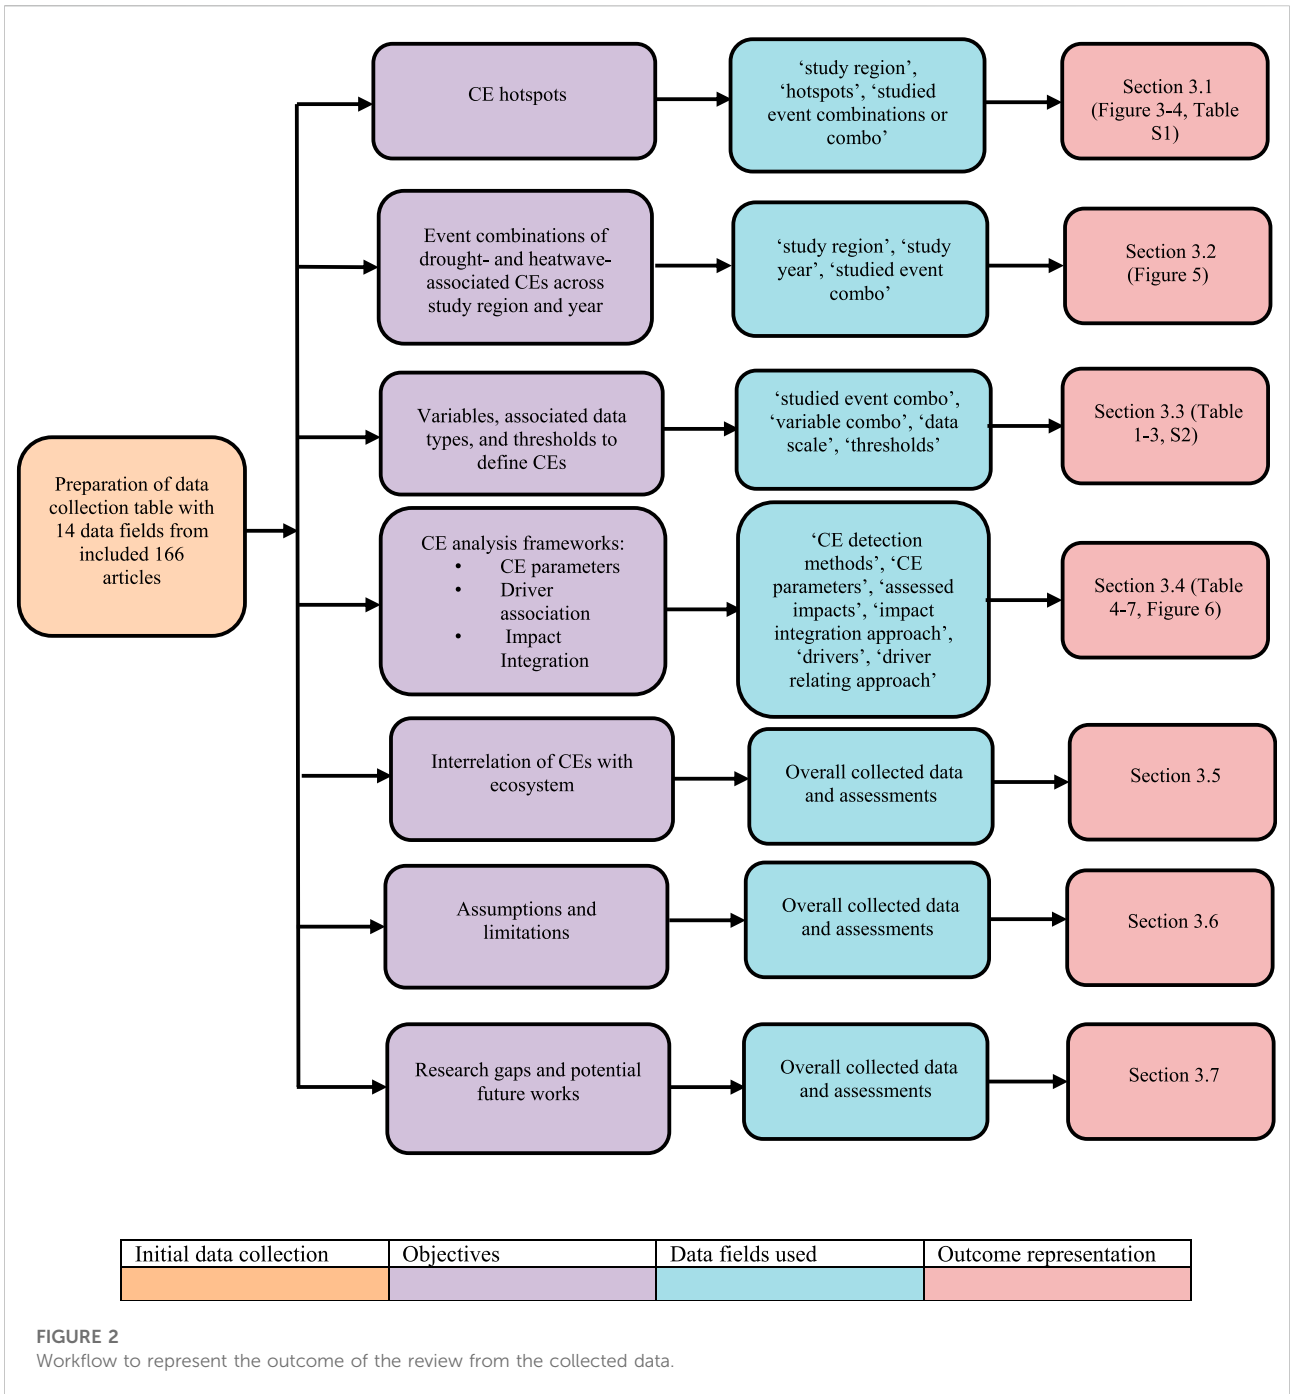 Preparation of data
collection table with
14 data fields from
included 166
articles
CE hotspots
‘study region’,
‘hotspots’, ‘studied
event combinations or
combo’
Section 3.1
(Figure 3-4, Table
S1)
Event combinations of
drought- and heatwave-
associated CEs across
study region and year
‘study region’, ‘study
year’, ‘studied event
combo’
Section 3.2
(Figure 5)
Variables, associated data
types, and thresholds to
define CEs
‘studied event combo’,
‘variable combo’, ‘data
scale’, ‘thresholds’
Section 3.3 (Table
1-3, S2)
CE analysis frameworks:
• CE parameters
• Driver
association
• Impact
Integration
‘CE detection
methods’, ‘CE
parameters’, ‘assessed
impacts’, ‘impact
integration approach’,
‘drivers’, ‘driver
relating approach’
Section 3.4 (Table
4-7, Figure 6)
Interrelation of CEs with
ecosystem
Overall collected data
and assessments
Section 3.5
Assumptions and
limitations
Overall collected data
and assessments
Section 3.6
Research gaps and potential
future works
Overall collected data
and assessments
Section 3.7
Initial data collection
Objectives
Data fields used
Outcome representation
FIGURE 2
Workflow to represent the outcome of the review from the collected data.